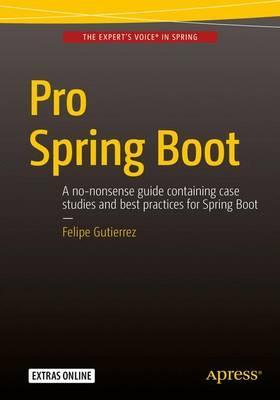 THE EXPERT'S VOICE® IN SPRING
Pro
Spring Boot
A no-nonsense guide containing case
studies and best practices for Spring Boot
—
Felipe Gutierrez
EXTRAS ONLINE
Apress®